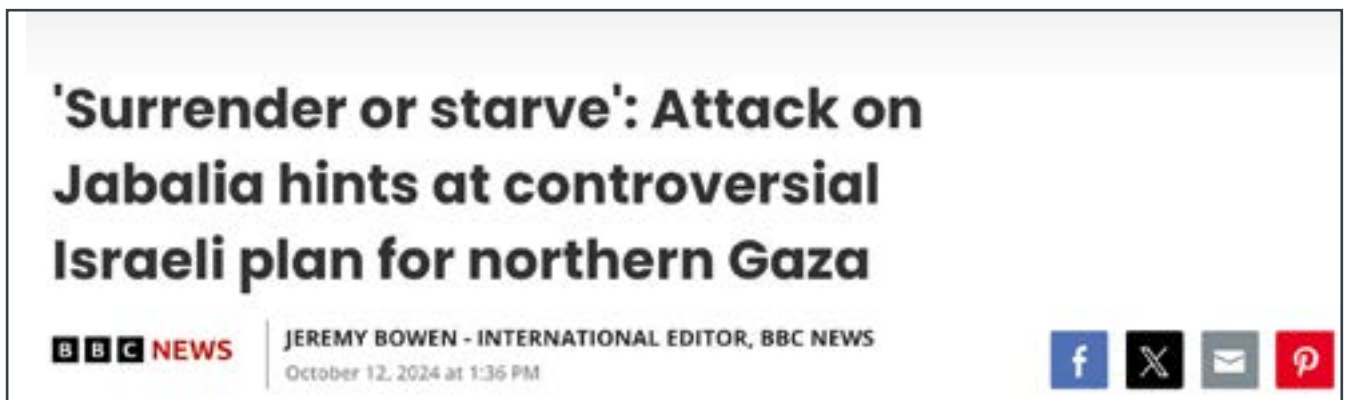 'Surrender or starve': Attack on
Jabalia hints at controversial
Israeli plan for northern Gaza
BBC NEWS
JEREMY BOWEN - INTERNATIONAL EDITOR, BBC NEWS
October 12, 2024 at 1:36 PM